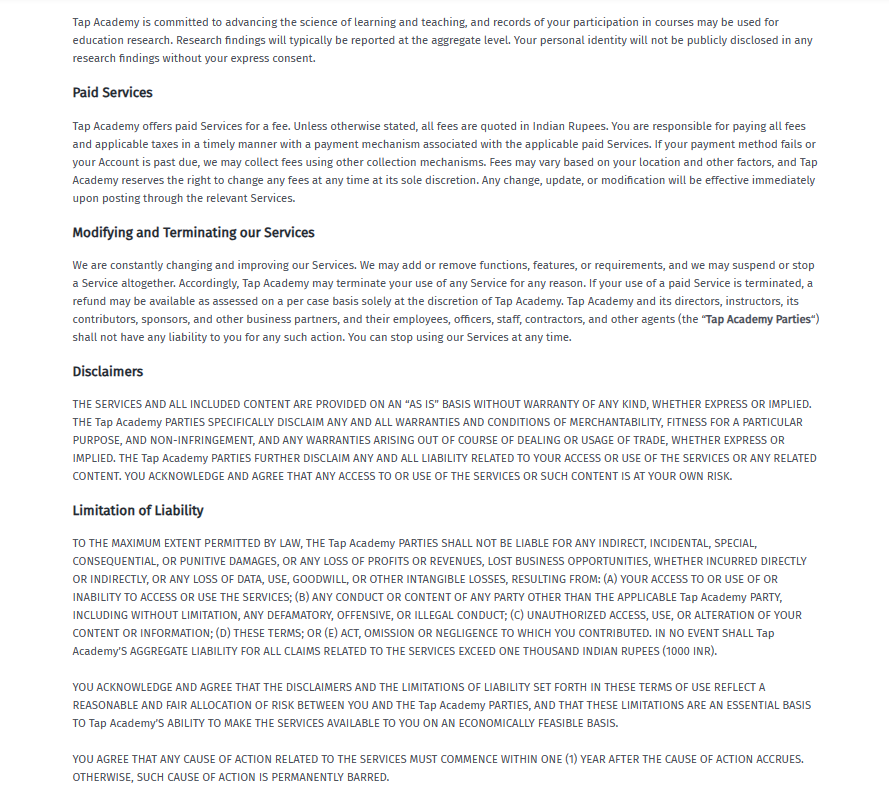 Tap Academy is committed to advancing the science of learning and teaching, and records of your participation in courses may be used for
education research. Research findings will typically be reported at the aggregate level. Your personal identity will not be publicly disclosed in any
research findings without your express consent.
Paid Services
Tap Academy offers paid Services for a fee. Unless otherwise stated, all fees are quoted in Indian Rupees. You are responsible for paying all fees
and applicable taxes in a timely manner with a payment mechanism associated with the applicable paid Services. If your payment method fails or
your Account is past due, we may collect fees using other collection mechanisms. Fees may vary based on your location and other factors, and Tap
Academy reserves the right to change any fees at any time at its sole discretion. Any change, update, or modification will be effective immediately
upon posting through the relevant Services.
Modifying and Terminating our Services
We are constantly changing and improving our Services. We may add or remove functions, features, or requirements, and we may suspend or stop
a Service altogether. Accordingly, Tap Academy may terminate your use of any Service for any reason. If your use of a paid Service is terminated, a
refund may be available as assessed on a per case basis solely at the discretion of Tap Academy. Tap Academy and its directors, instructors, its
contributors, sponsors, and other business partners, and their employees, officers, staff, contractors, and other agents (the “Tap Academy Parties“)
shall not have any liability to you for any such action. You can stop using our Services at any time.
Disclaimers
THE SERVICES AND ALL INCLUDED CONTENT ARE PROVIDED ON AN “AS IS” BASIS WITHOUT WARRANTY OF ANY KIND, WHETHER EXPRESS OR IMPLIED.
THE Tap Academy PARTIES SPECIFICALLY DISCLAIM ANY AND ALL WARRANTIES AND CONDITIONS OF MERCHANTABILITY, FITNESS FOR A PARTICULAR
PURPOSE, AND NON-INFRINGEMENT, AND ANY WARRANTIES ARISING OUT OF COURSE OF DEALING OR USAGE OF TRADE, WHETHER EXPRESS OR
IMPLIED. THE Tap Academy PARTIES FURTHER DISCLAIM ANY AND ALL LIABILITY RELATED TO YOUR ACCESS OR USE OF THE SERVICES OR ANY RELATED
CONTENT. YOU ACKNOWLEDGE AND AGREE THAT ANY ACCESS TO OR USE OF THE SERVICES OR SUCH CONTENT IS AT YOUR OWN RISK.
Limitation of Liability
TO THE MAXIMUM EXTENT PERMITTED BY LAW, THE Tap Academy PARTIES SHALL NOT BE LIABLE FOR ANY INDIRECT, INCIDENTAL, SPECIAL,
CONSEQUENTIAL, OR PUNITIVE DAMAGES, OR ANY LOSS OF PROFITS OR REVENUES, LOST BUSINESS OPPORTUNITIES, WHETHER INCURRED DIRECTLY
OR INDIRECTLY, OR ANY LOSS OF DATA, USE, GOODWILL, OR OTHER INTANGIBLE LOSSES, RESULTING FROM: (A) YOUR ACCESS TO OR USE OF OR
INABILITY TO ACCESS OR USE THE SERVICES; (B) ANY CONDUCT OR CONTENT OF ANY PARTY OTHER THAN THE APPLICABLE Tap Academy PARTY,
INCLUDING WITHOUT LIMITATION, ANY DEFAMATORY, OFFENSIVE, OR ILLEGAL CONDUCT; (C) UNAUTHORIZED ACCESS, USE, OR ALTERATION OF YOUR
CONTENT OR INFORMATION; (D) THESE TERMS; OR (E) ACT, OMISSION OR NEGLIGENCE TO WHICH YOU CONTRIBUTED. IN NO EVENT SHALL Tap
Academy’S AGGREGATE LIABILITY FOR ALL CLAIMS RELATED TO THE SERVICES EXCEED ONE THOUSAND INDIAN RUPEES (1000 INR).
YOU ACKNOWLEDGE AND AGREE THAT THE DISCLAIMERS AND THE LIMITATIONS OF LIABILITY SET FORTH IN THESE TERMS OF USE REFLECT A
REASONABLE AND FAIR ALLOCATION OF RISK BETWEEN YOU AND THE Tap Academy PARTIES, AND THAT THESE LIMITATIONS ARE AN ESSENTIAL BASIS
TO Tap Academy’S ABILITY TO MAKE THE SERVICES AVAILABLE TO YOU ON AN ECONOMICALLY FEASIBLE BASIS.
YOU AGREE THAT ANY CAUSE OF ACTION RELATED TO THE SERVICES MUST COMMENCE WITHIN ONE (1) YEAR AFTER THE CAUSE OF ACTION ACCRUES.
OTHERWISE, SUCH CAUSE OF ACTION IS PERMANENTLY BARRED.